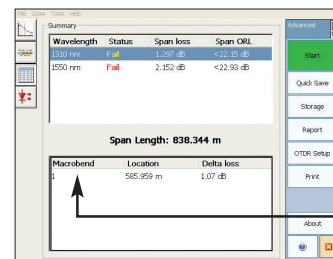 File Zoom Tools Help
Summary
Advanced
Wavelength Status Span loss Span ORL
1310 nm Fail 1.297 dB <22.15 dB
1550 nm Fail 2.152 dB <22.93 dB
Span Length: 838.344 m
Macrobend Location Delta loss
1 585.959 m 1.07 dB
Start
Quick Save
Storage
Report
OTDR Setup
Print
About